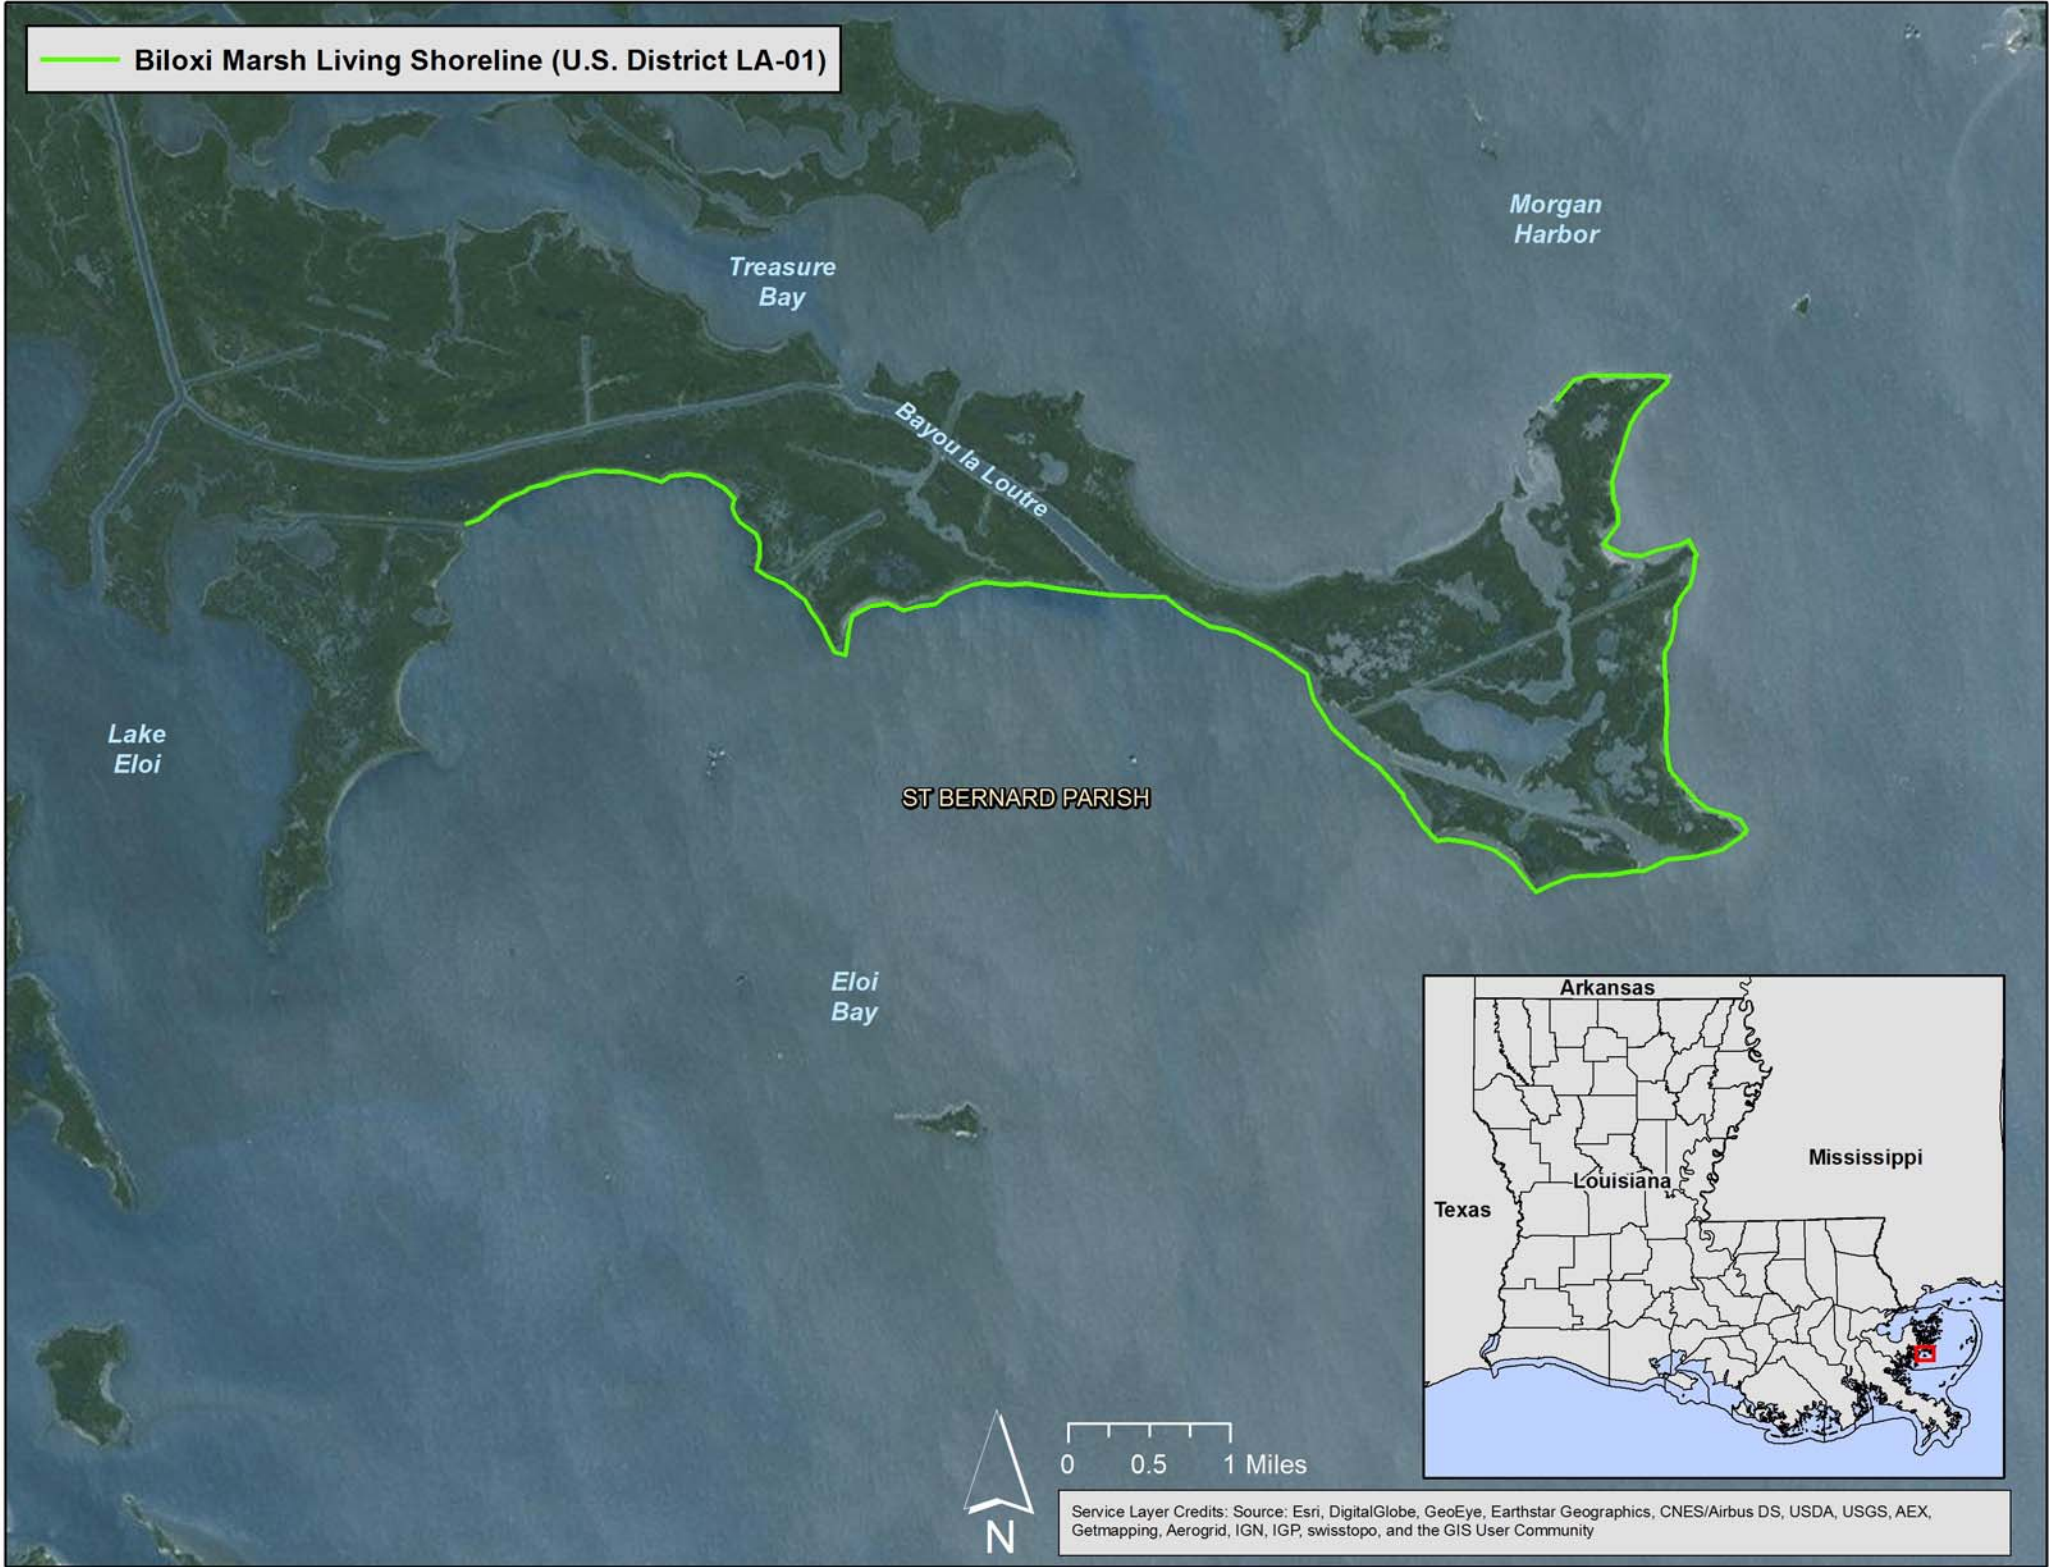 Biloxi Marsh Living Shoreline (U.S. District LA-01)
Morgan
Harbor
Treasure
Bay
Bayou la Loutre
Lake
Eloi
ST BERNARD PARISH
Eloi
Bay
Arkansas
Mississippi
Louisiana
Texas
N
0 0.5 1 Miles
Service Layer Credits: Source: Esri, DigitalGlobe, GeoEye, Earthstar Geographics, CNES/Airbus DS, USDA, USGS, AEX,
Getmapping, Aerogrid, IGN, IGP, swisstopo, and the GIS User Community